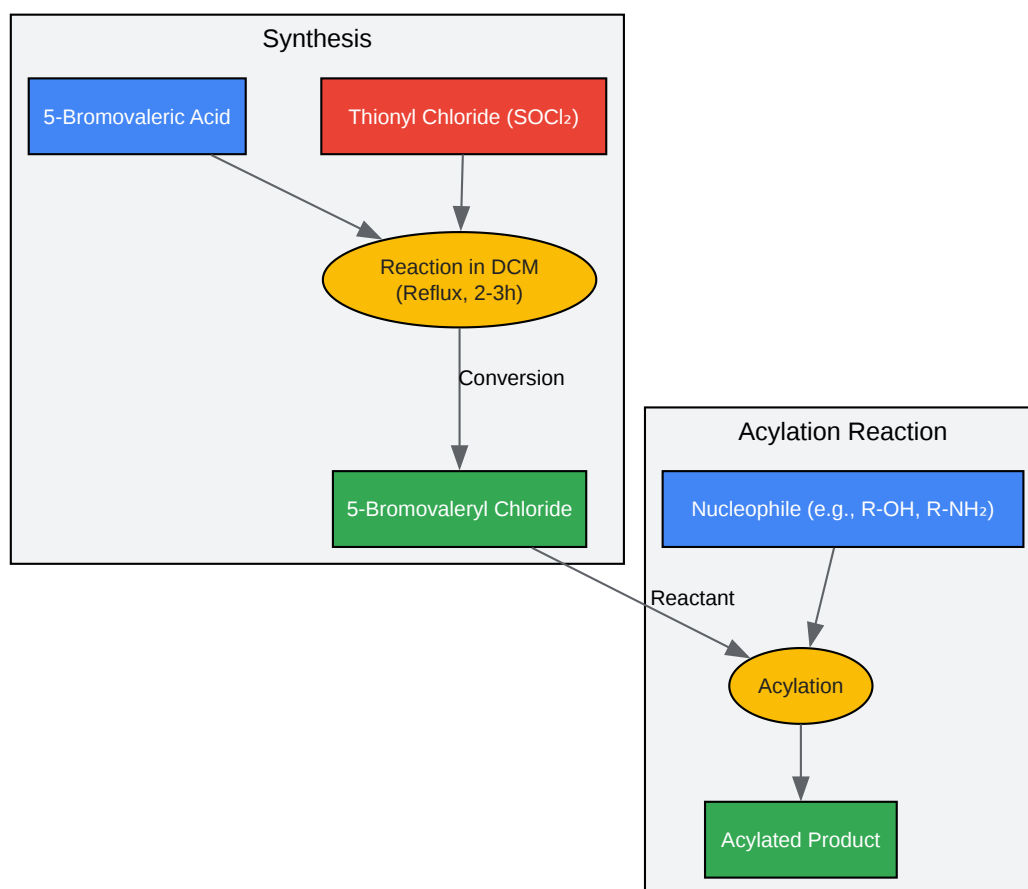 Synthesis
5-Bromovaleric Acid
Thionyl Chloride (SOCl₂)
Reaction in DCM
(Reflux, 2-3h)
Conversion
5-Bromovaleryl Chloride
Acylation Reaction
Nucleophile (e.g., R-OH, R-NH₂)
Reactant
Acylation
Acylated Product